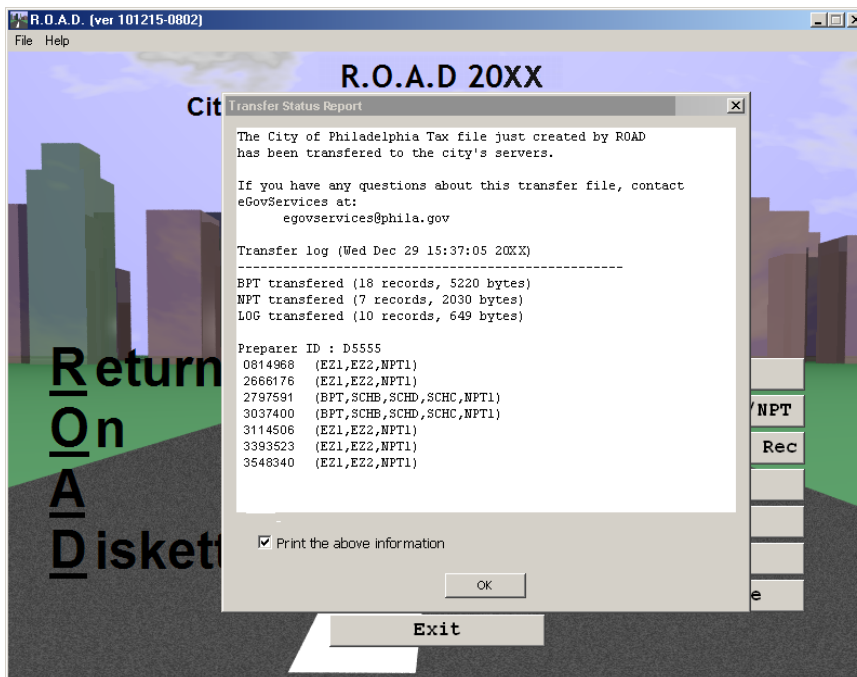 R.O.A.D. (ver 101215-0802)
File Help
R.O.A.D 20XX
Cit
Transfer Status Report
The City of Philadelphia Tax file just created by ROAD
has been transfered to the city's servers.
If you have any questions about this transfer file, contact
eGovServices at:
egovservices@phila.gov
Transfer log (Wed Dec 29 15:37:05 20XX)
----------------------------------------------------
BPT transfered (18 records, 5220 bytes)
NPT transfered (7 records, 2030 bytes)
LOG transfered (10 records, 649 bytes)
Preparer ID : D5555
0814968 (EZ1,EZ2,NPT1)
2666176 (EZ1,EZ2,NPT1)
2797591 (BPT,SCHB,SCHD,SCHC,NPT1)
3037400 (BPT,SCHB,SCHD,SCHC,NPT1)
3114506 (EZ1,EZ2,NPT1)
3393523 (EZ1,EZ2,NPT1)
3548340 (EZ1,EZ2,NPT1)
Print the above information
OK
Return
On
A
Diskett
/NPT
Rec
e
Exit